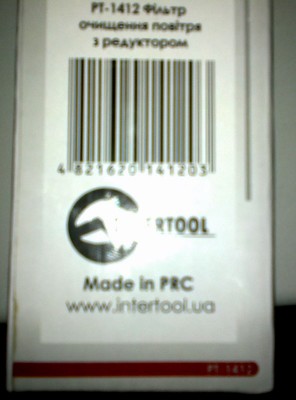 PT-1412 Фільтр
очищення повітря
з редуктором
4 821670 141203
INTERTOOL
Made in PRC
www.intertool.ua
PT 1412